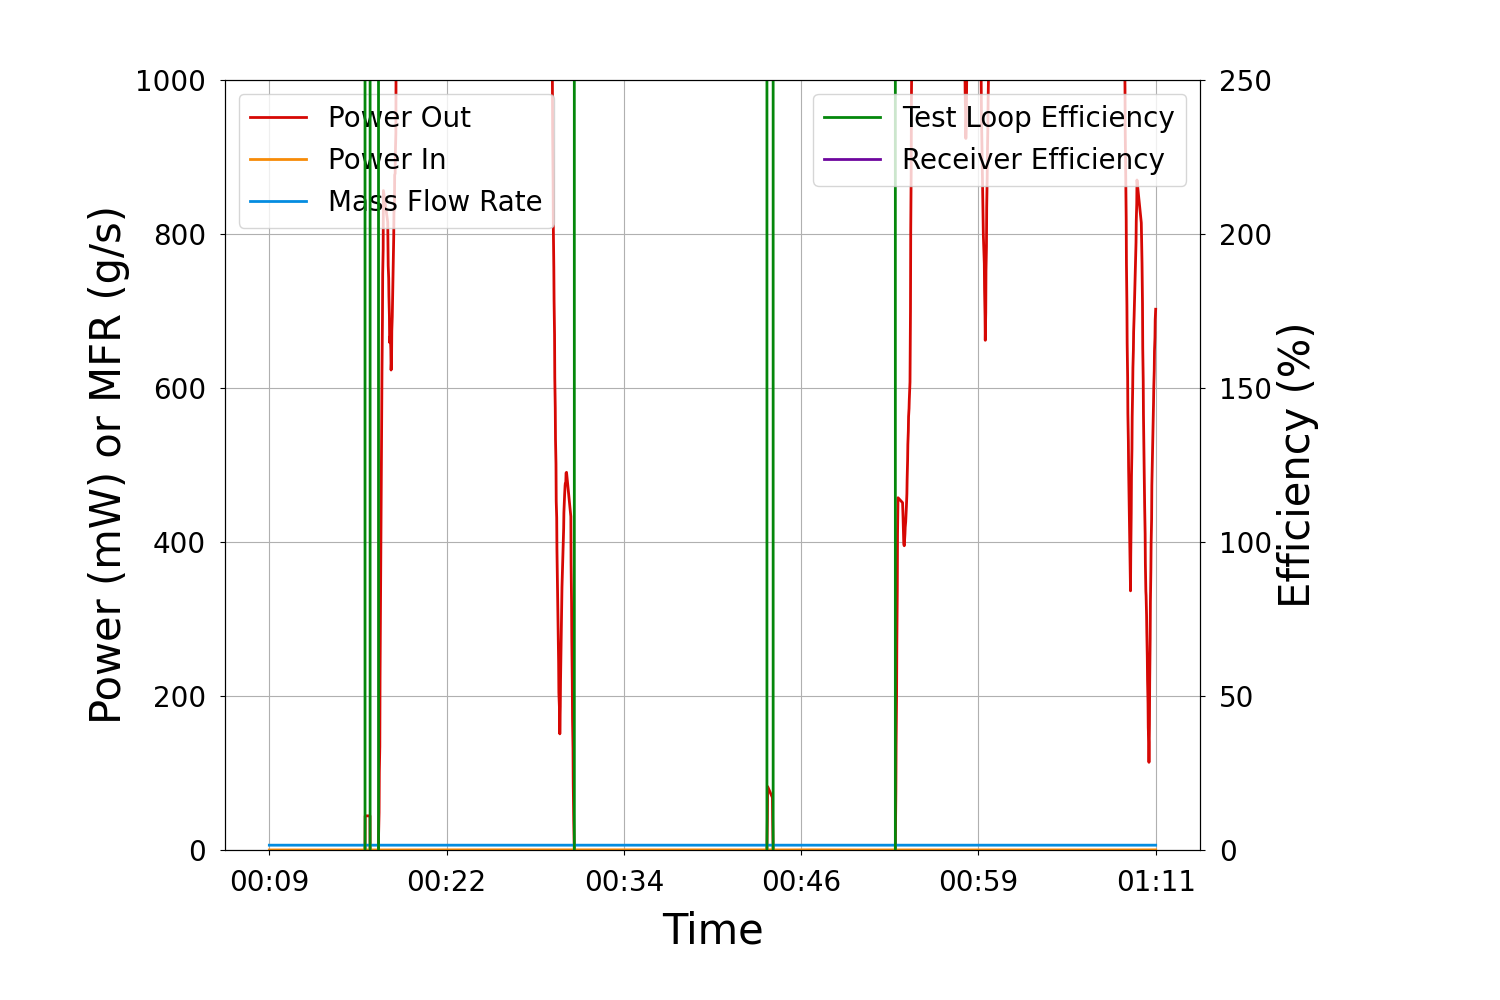 1000
800
600
400
200
0
Power (mW) or MFR (g/s)
Power Out
Power In
Mass Flow Rate
Test Loop Efficiency
Receiver Efficiency
250
200
150
100
50
0
Efficiency (%)
00:09 00:22 00:34 00:46 00:59 01:11
Time